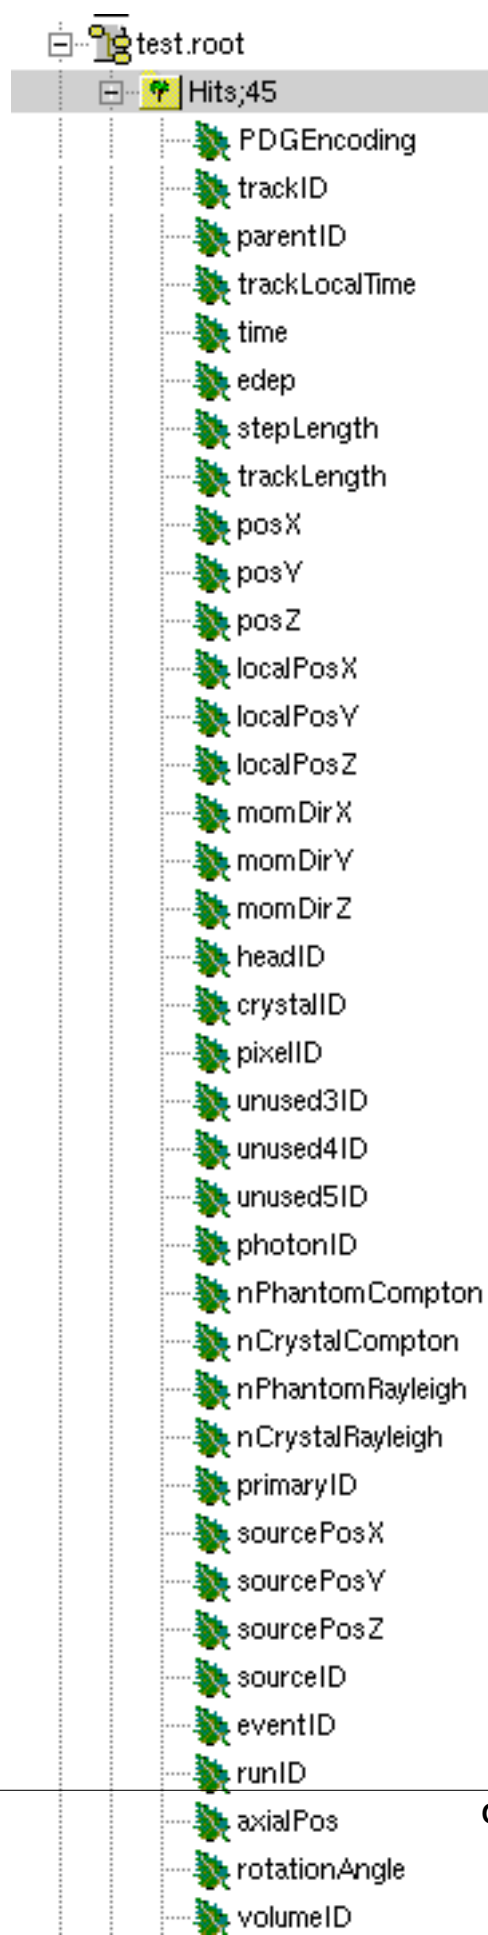 test.root
Hits;45
PDGEncoding
trackID
parentID
trackLocalTime
time
edep
stepLength
trackLength
posX
posY
posZ
localPosX
localPosY
localPosZ
momDirX
momDirY
momDirZ
headID
crystalID
pixelID
unused3ID
unused4ID
unused5ID
photonID
nPhantomCompton
nCrystalCompton
nPhantomRayleigh
nCrystalRayleigh
primaryID
sourcePosX
sourcePosY
sourcePosZ
sourceID
eventID
runID
axialPos
rotationAngle
volumeID